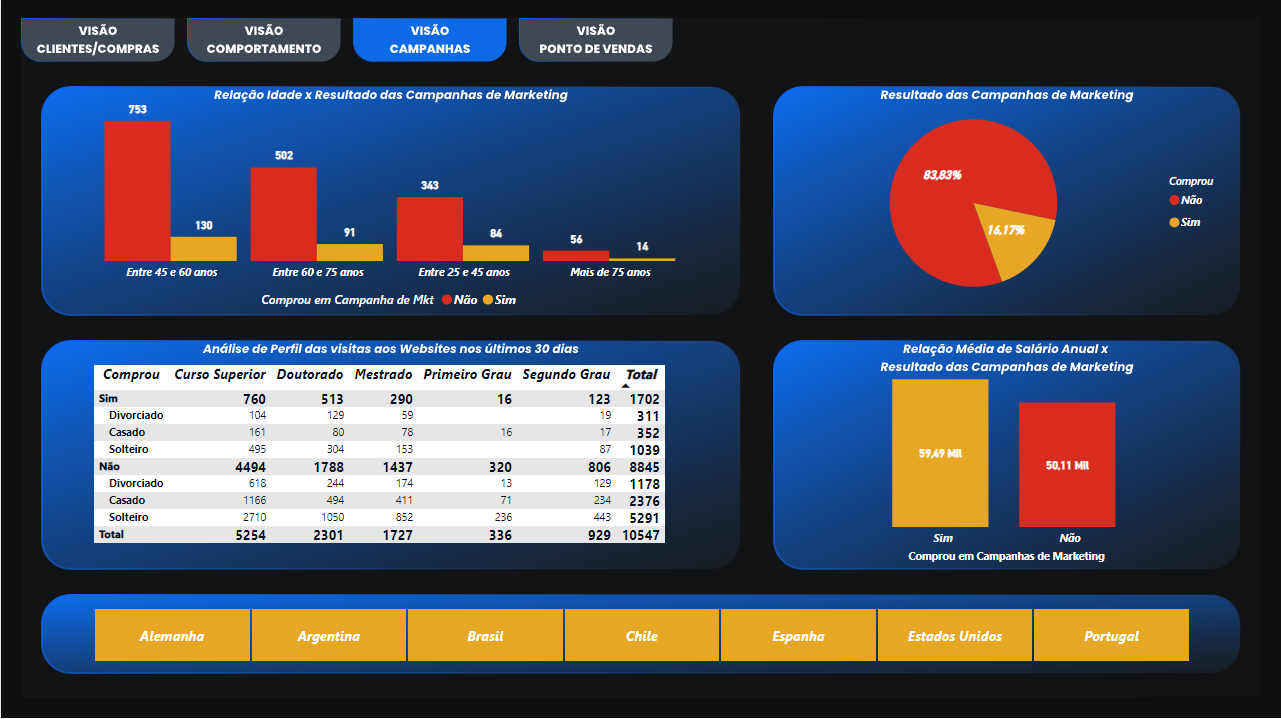 VISÃO
CLIENTES/COMPRAS
VISÃO
COMPORTAMENTO
VISÃO
CAMPANHAS
VISÃO
PONTO DE VENDAS
Relação Idade x Resultado das Campanhas de Marketing
753
130
502
91
343
84
56
14
Entre 45 e 60 anos
Entre 60 e 75 anos
Entre 25 e 45 anos
Mais de 75 anos
Comprou em Campanha de Mkt Não Sim
Resultado das Campanhas de Marketing
83,83%
16,17%
Comprou
Não
Sim
Análise de Perfil das visitas aos Websites nos últimos 30 dias
Comprou Curso Superior Doutorado Mestrado Primeiro Grau Segundo Grau Total
Sim 760 513 290 16 123 1702
Divorciado 104 129 59 19 311
Casado 161 80 78 16 17 352
Solteiro 495 304 153 87 1039
Não 4494 1788 1437 320 806 8845
Divorciado 618 244 174 13 129 1178
Casado 1166 494 411 71 234 2376
Solteiro 2710 1050 852 236 443 5291
Total 5254 2301 1727 336 929 10547
Relação Média de Salário Anual x
Resultado das Campanhas de Marketing
59,49 Mil
50,11 Mil
Sim
Não
Comprou em Campanhas de Marketing
Alemanha
Argentina
Brasil
Chile
Espanha
Estados Unidos
Portugal